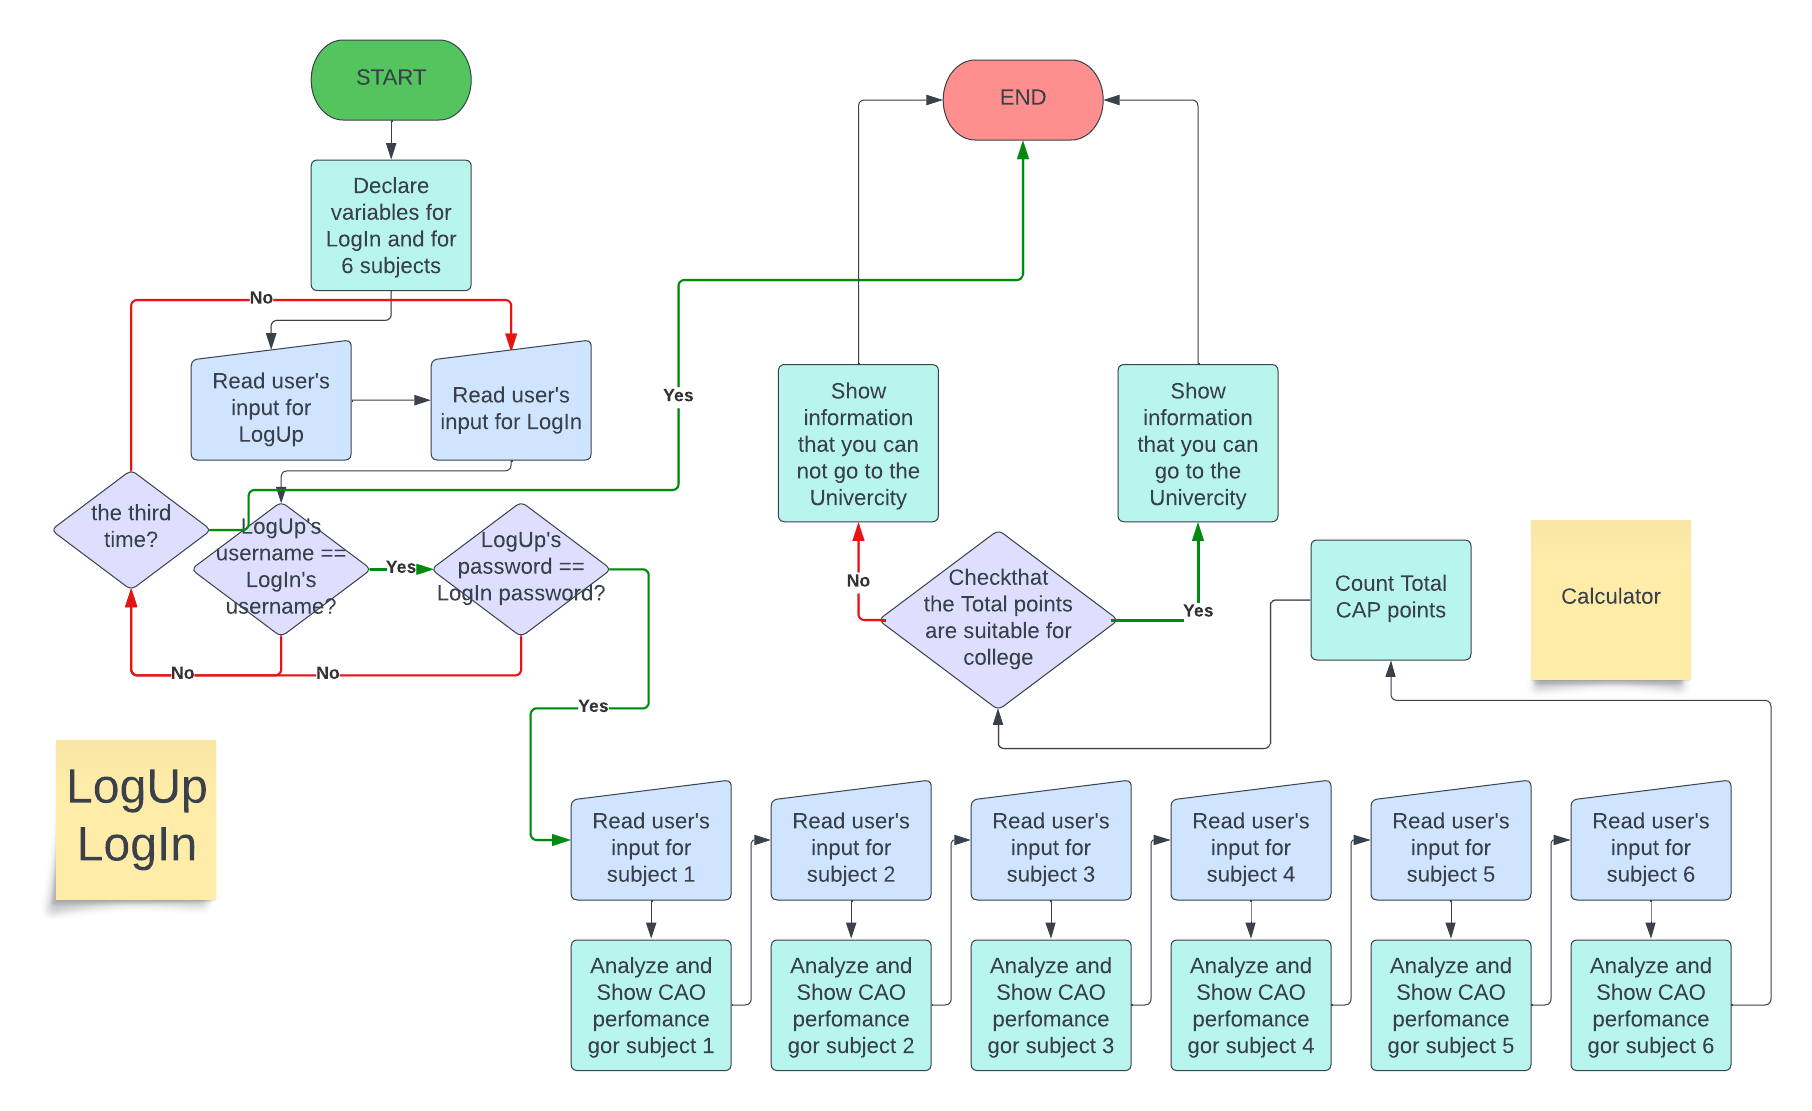 START
END
Declare
variables for
LogIn and for
6 subjects
No
Read user's
input for
LogUp
Read user's
input for LogIn
Yes
Show
information
that you can
not go to the
Univercity
Show
information
that you can
go to the
Univercity
the third
time?
LogUp's
username ==
LogIn's
username?
Yes
LogUp's
password ==
LogIn password?
No
No
Yes
No
Checkthat
the Total points
are suitable for
college
Yes
Count Total
CAP points
Calculator
LogUp
LogIn
Read user's
input for
subject 1
Read user's
input for
subject 2
Read user's
input for
subject 3
Read user's
input for
subject 4
Read user's
input for
subject 5
Read user's
input for
subject 6
Analyze and
Show CAO
perfomance
gor subject 1
Analyze and
Show CAO
perfomance
gor subject 2
Analyze and
Show CAO
perfomance
gor subject 3
Analyze and
Show CAO
perfomance
gor subject 4
Analyze and
Show CAO
perfomance
gor subject 5
Analyze and
Show CAO
perfomance
gor subject 6